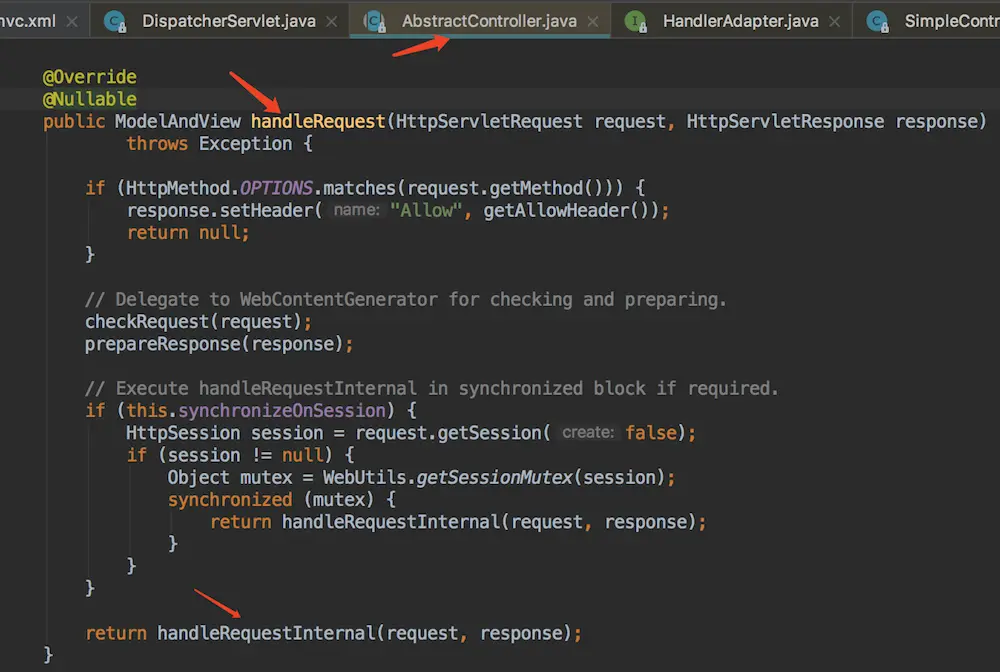 nvc.xml × DispatcherServlet.java × AbstractController.java × HandlerAdapter.java × SimpleContr
@Override
@Nullable
public ModelAndView handleRequest(HttpServletRequest request, HttpServletResponse response)
throws Exception {
if (HttpMethod.OPTIONS.matches(request.getMethod())) {
response.setHeader( name: "Allow", getAllowHeader());
return null;
}
// Delegate to WebContentGenerator for checking and preparing.
checkRequest(request);
prepareResponse(response);
// Execute handleRequestInternal in synchronized block if required.
if (this.synchronizeOnSession) {
HttpSession session = request.getSession( create: false);
if (session != null) {
Object mutex = WebUtils.getSessionMutex(session);
synchronized (mutex) {
return handleRequestInternal(request, response);
}
}
}
return handleRequestInternal(request, response);
}